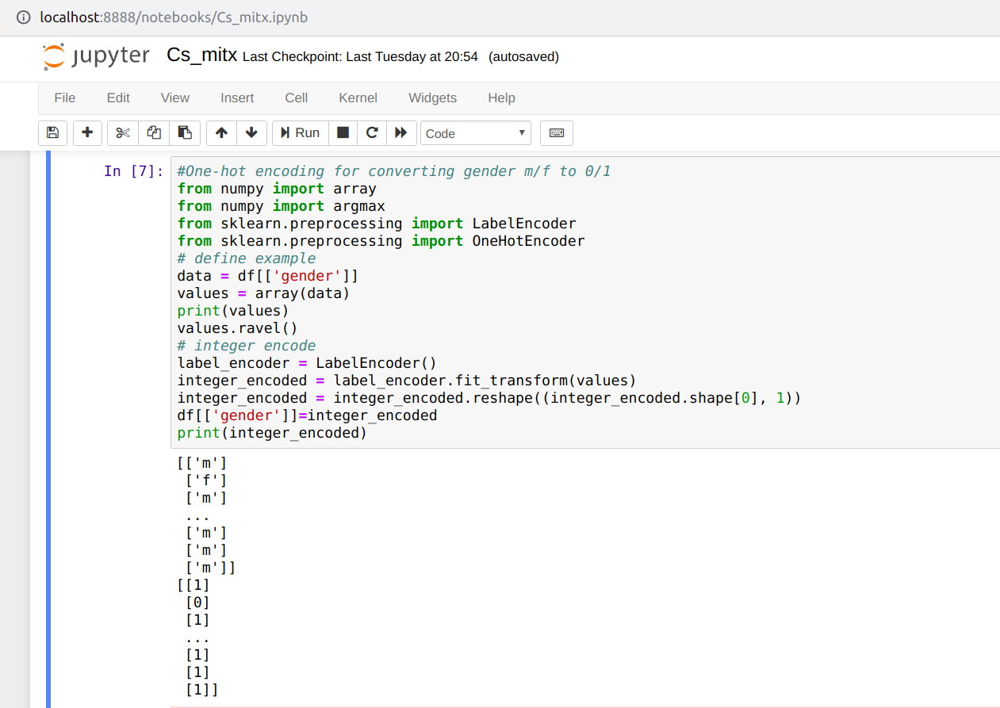 localhost:8888/notebooks/Cs_mitx.ipynb
jupyter Cs_mitx Last Checkpoint: Last Tuesday at 20:54 (autosaved)
File Edit View Insert Cell Kernel Widgets Help
Run Code
In [7]:
#One-hot encoding for converting gender m/f to 0/1
from numpy import array
from numpy import argmax
from sklearn.preprocessing import LabelEncoder
from sklearn.preprocessing import OneHotEncoder
# define example
data = df[['gender']]
values = array(data)
print(values)
values.ravel()
# integer encode
label_encoder = LabelEncoder()
integer_encoded = label_encoder.fit_transform(values)
integer_encoded = integer_encoded.reshape((integer_encoded.shape[0], 1))
df[['gender']]=integer_encoded
print(integer_encoded)
[['m']
['f']
['m']
...
['m']
['m']
['m']]
[[1]
[0]
[1]
...
[1]
[1]
[1]]